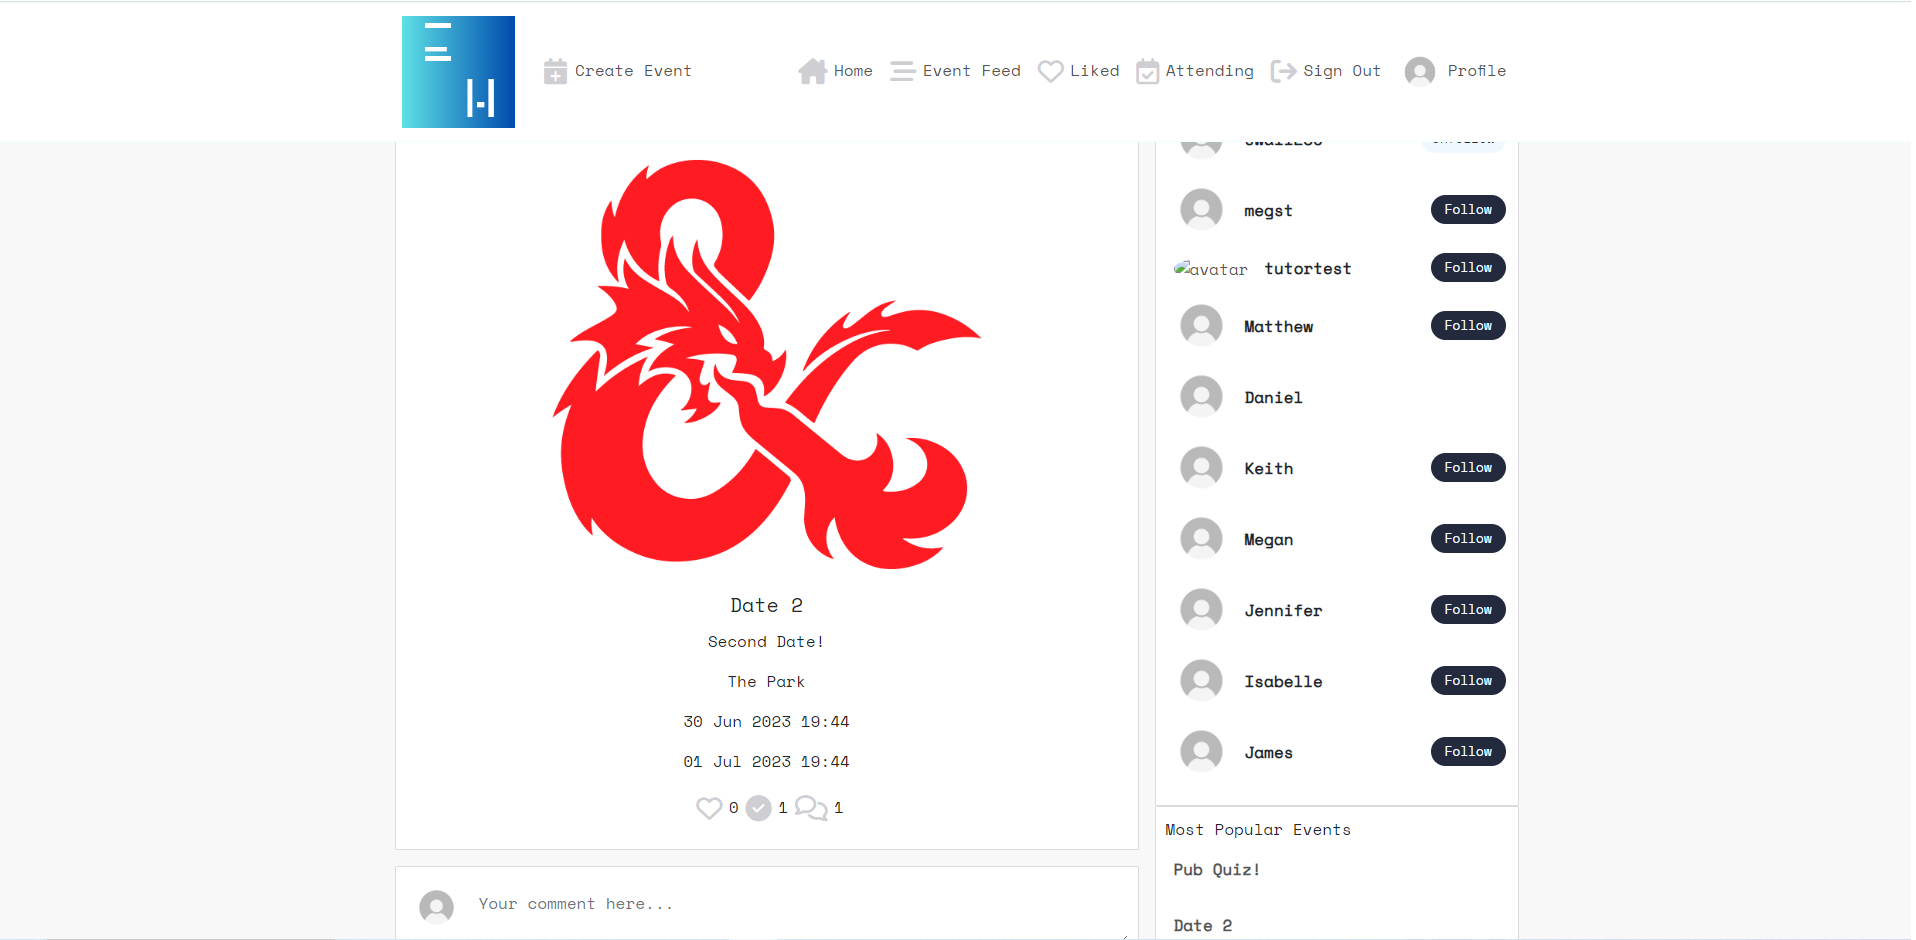 Create Event
Home
Event Feed
Liked
Attending
Sign Out
Profile
Date 2
Second Date!
The Park
30 Jun 2023 19:44
01 Jul 2023 19:44
0 1 1
Your comment here...
megst Follow
avatar tutortest Follow
Matthew Follow
Daniel
Keith Follow
Megan Follow
Jennifer Follow
Isabelle Follow
James Follow
Most Popular Events
Pub Quiz!
Date 2